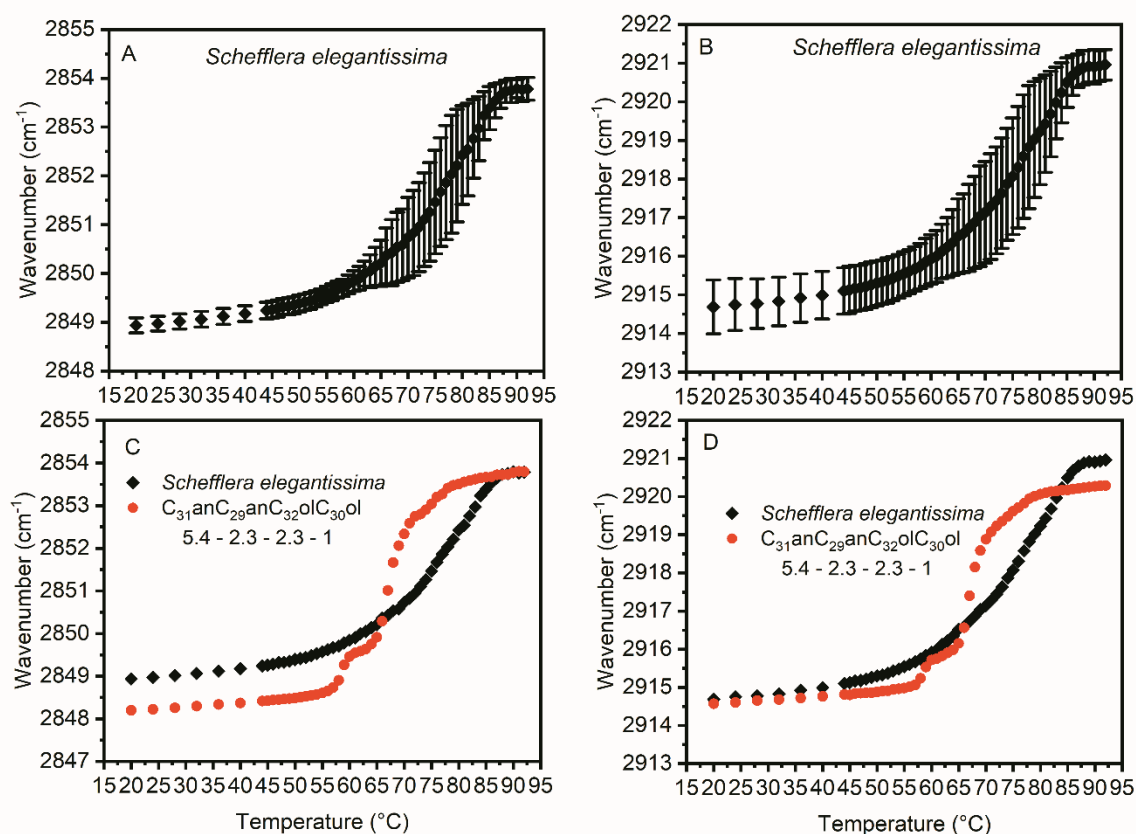 A
Schefflera elegantissima
Wavenumber (cm⁻¹)
2855
2854
2853
2852
2851
2850
2849
2848
15 20 25 30 35 40 45 50 55 60 65 70 75 80 85 90 95
B
Schefflera elegantissima
Wavenumber (cm⁻¹)
2922
2921
2920
2919
2918
2917
2916
2915
2914
2913
15 20 25 30 35 40 45 50 55 60 65 70 75 80 85 90 95
C
Schefflera elegantissima
C₃₁anC₂₉anC₃₂olC₃₀ol
5.4 - 2.3 - 2.3 - 1
Wavenumber (cm⁻¹)
2855
2854
2853
2852
2851
2850
2849
2848
2847
15 20 25 30 35 40 45 50 55 60 65 70 75 80 85 90 95
Temperature (°C)
D
Schefflera elegantissima
C₃₁anC₂₉anC₃₂olC₃₀ol
5.4 - 2.3 - 2.3 - 1
Wavenumber (cm⁻¹)
2922
2921
2920
2919
2918
2917
2916
2915
2914
2913
15 20 25 30 35 40 45 50 55 60 65 70 75 80 85 90 95
Temperature (°C)